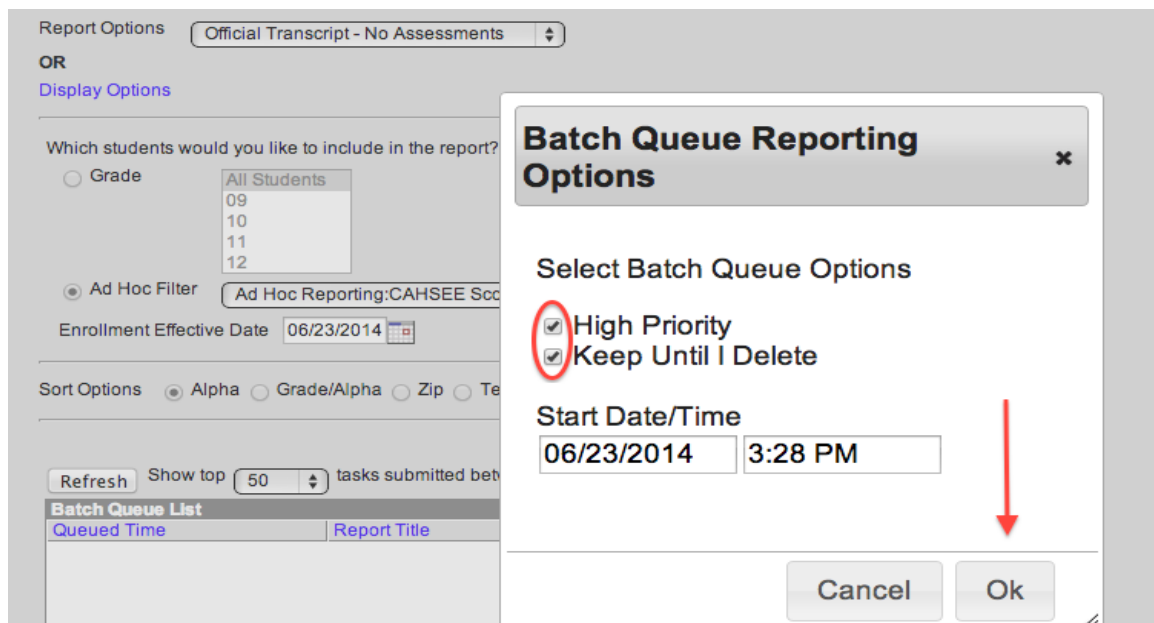 Report Options Official Transcript - No Assessments
OR
Display Options
Which students would you like to include in the report?
Grade
All Students
09
10
11
12
Ad Hoc Filter Ad Hoc Reporting:CAHSEE Sco
Enrollment Effective Date 06/23/2014
Sort Options Alpha Grade/Alpha Zip Te
Refresh Show top 50 tasks submitted bet
Batch Queue List
Queued Time Report Title
Batch Queue Reporting
Options
Select Batch Queue Options
High Priority
Keep Until I Delete
Start Date/Time
06/23/2014 3:28 PM
Cancel Ok